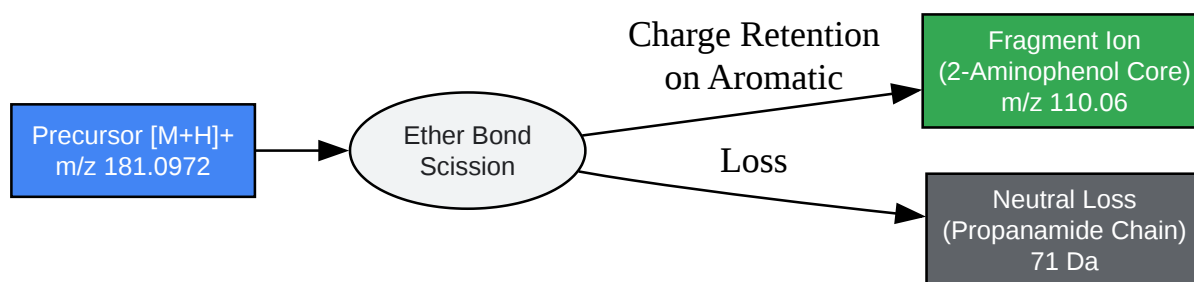 Precursor [M+H]+
m/z 181.0972
Ether Bond
Scission
Charge Retention
on Aromatic
Loss
Fragment Ion
(2-Aminophenol Core)
m/z 110.06
Neutral Loss
(Propanamide Chain)
71 Da